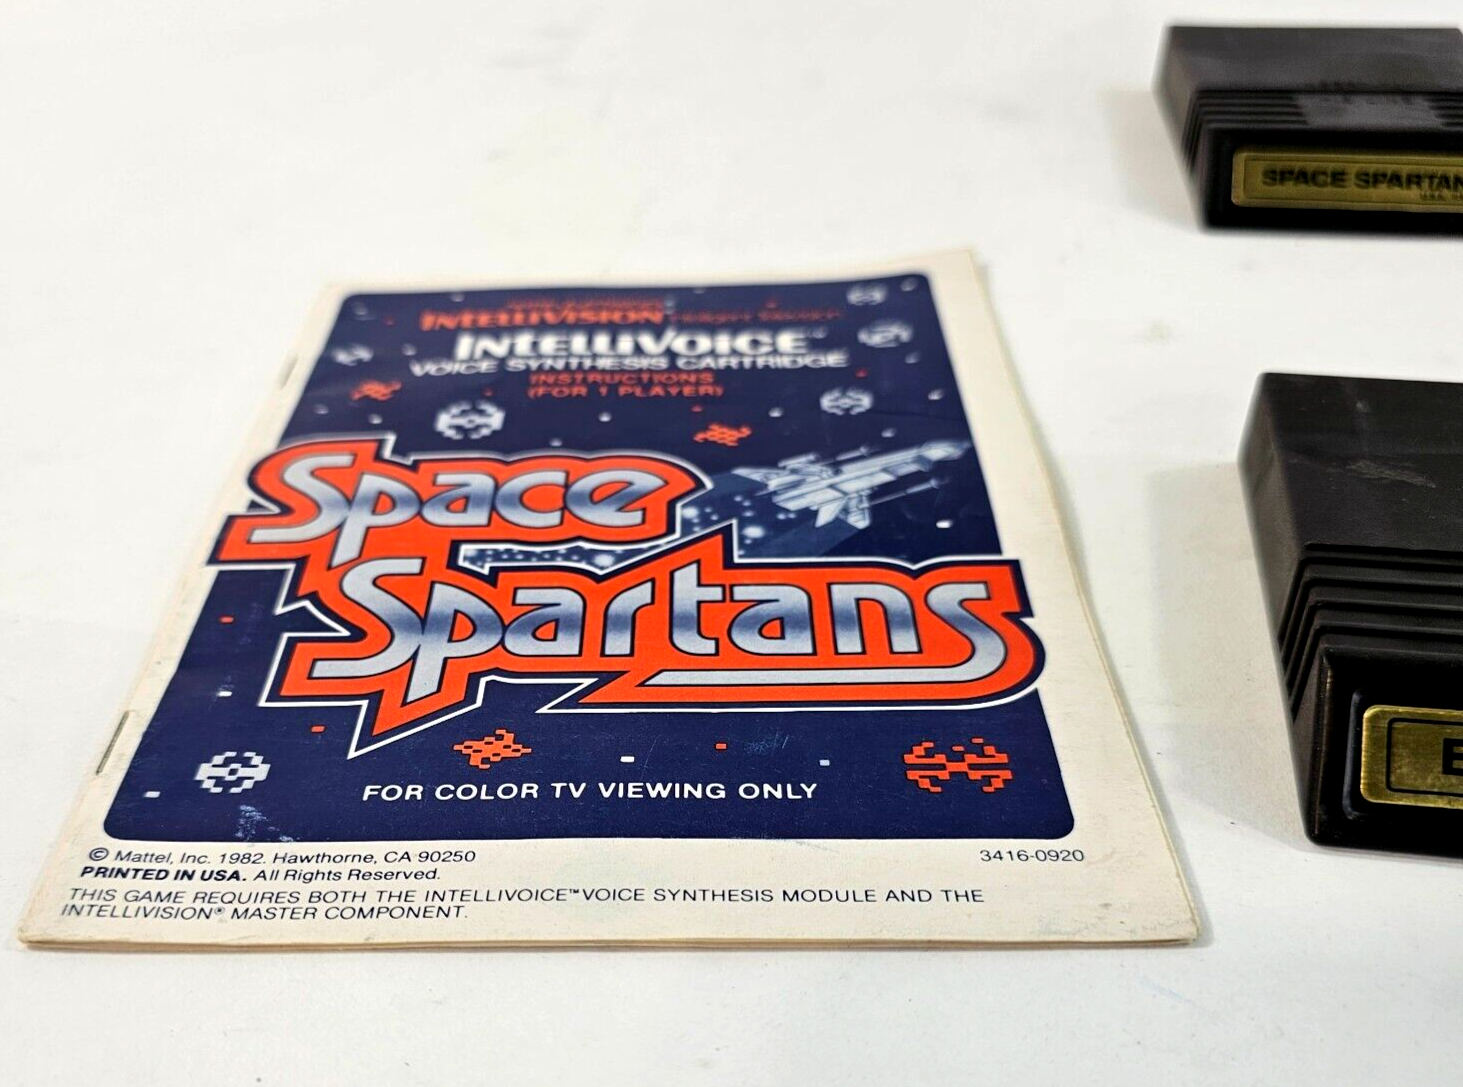 INTELLIVISION
INTELLIVOICE
VOICE SYNTHESIS CARTRIDGE
INSTRUCTIONS
(FOR 1 PLAYER)
Space
Spartans
FOR COLOR TV VIEWING ONLY
© Mattel, Inc. 1982. Hawthorne, CA 90250
3416-0920
PRINTED IN USA. All Rights Reserved.
THIS GAME REQUIRES BOTH THE INTELLIVOICE™ VOICE SYNTHESIS MODULE AND THE
INTELLIVISION® MASTER COMPONENT.
SPACE SPARTAN